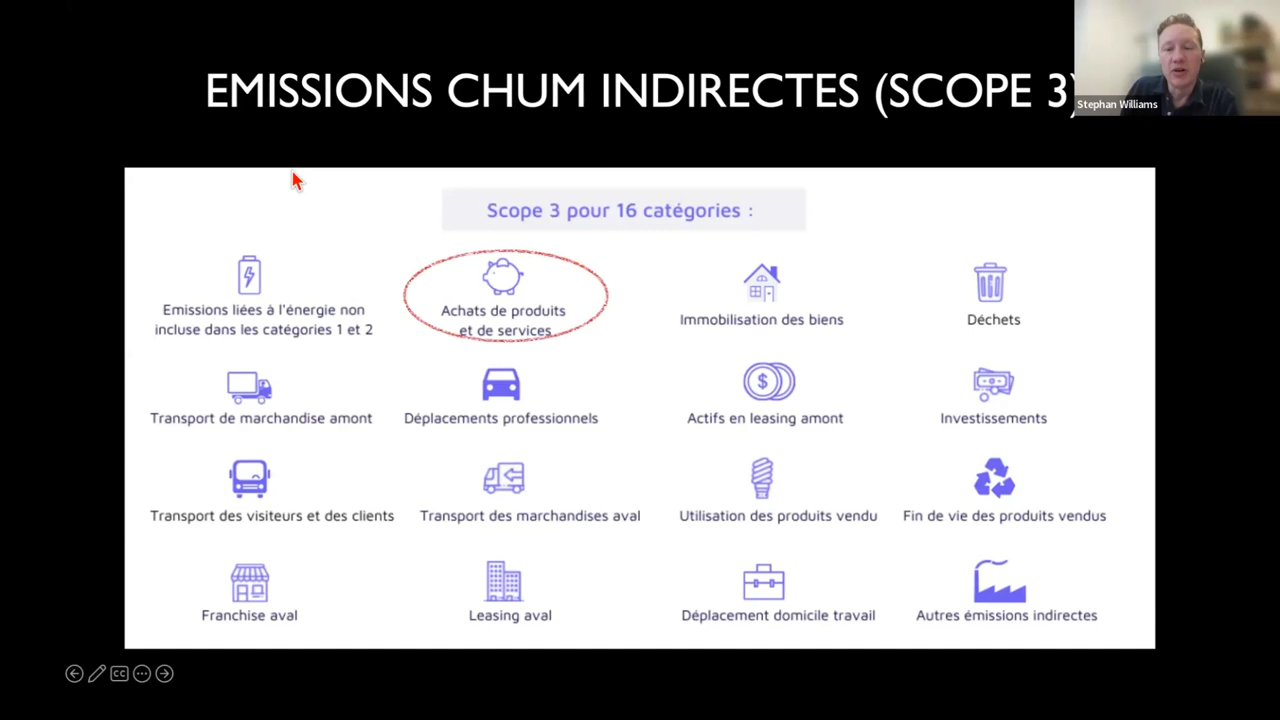 EMISSIONS CHUM INDIRECTES (SCOPE 3)
Stephan Williams
Scope 3 pour 16 catégories :
Emissions liées à l'énergie non
incluse dans les catégories 1 et 2
Achats de produits
et de services
Immobilisation des biens
Déchets
Transport de marchandise amont
Déplacements professionnels
$
Actifs en leasing amont
Investissements
Transport des visiteurs et des clients
Transport des marchandises aval
Utilisation des produits vendu
Fin de vie des produits vendus
Franchise aval
Leasing aval
Déplacement domicile travail
Autres émissions indirectes
CC